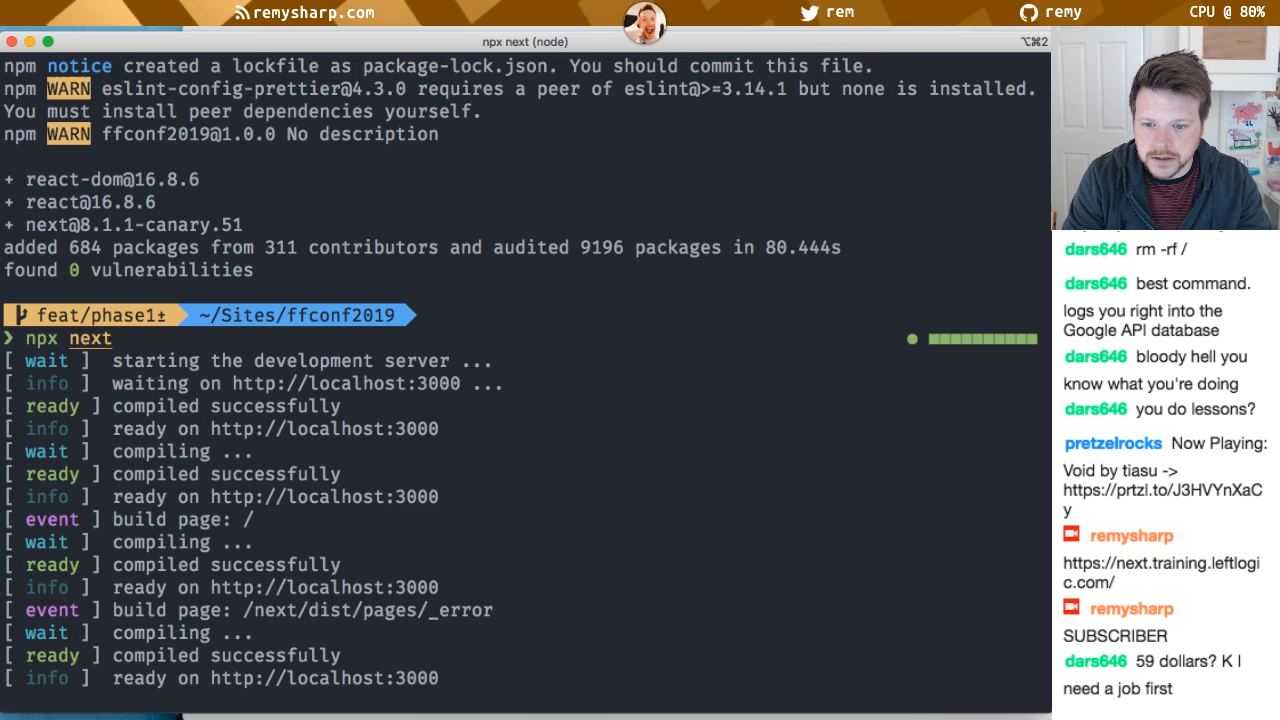 remysharp.com
rem
remy
CPU @ 80%
npx next (node)
⌥⌘2
npm notice created a lockfile as package-lock.json. You should commit this file.
npm WARN eslint-config-prettier@4.3.0 requires a peer of eslint@>=3.14.1 but none is installed.
You must install peer dependencies yourself.
npm WARN ffconf2019@1.0.0 No description
+ react-dom@16.8.6
+ react@16.8.6
+ next@8.1.1-canary.51
added 684 packages from 311 contributors and audited 9196 packages in 80.444s
found 0 vulnerabilities
feat/phase1± ~/Sites/ffconf2019
❯ npx next
[ wait ] starting the development server ...
[ info ] waiting on http://localhost:3000 ...
[ ready ] compiled successfully
[ info ] ready on http://localhost:3000
[ wait ] compiling ...
[ ready ] compiled successfully
[ info ] ready on http://localhost:3000
[ event ] build page: /
[ wait ] compiling ...
[ ready ] compiled successfully
[ info ] ready on http://localhost:3000
[ event ] build page: /next/dist/pages/_error
[ wait ] compiling ...
[ ready ] compiled successfully
[ info ] ready on http://localhost:3000
dars646 rm -rf /
dars646 best command.
logs you right into the
Google API database
dars646 bloody hell you
know what you're doing
dars646 you do lessons?
pretzelrocks Now Playing:
Void by tiasu ->
https://prtzl.to/J3HVYnXaC
y
remysharp
https://next.training.leftlogi
c.com/
remysharp
SUBSCRIBER
dars646 59 dollars? K I
need a job first